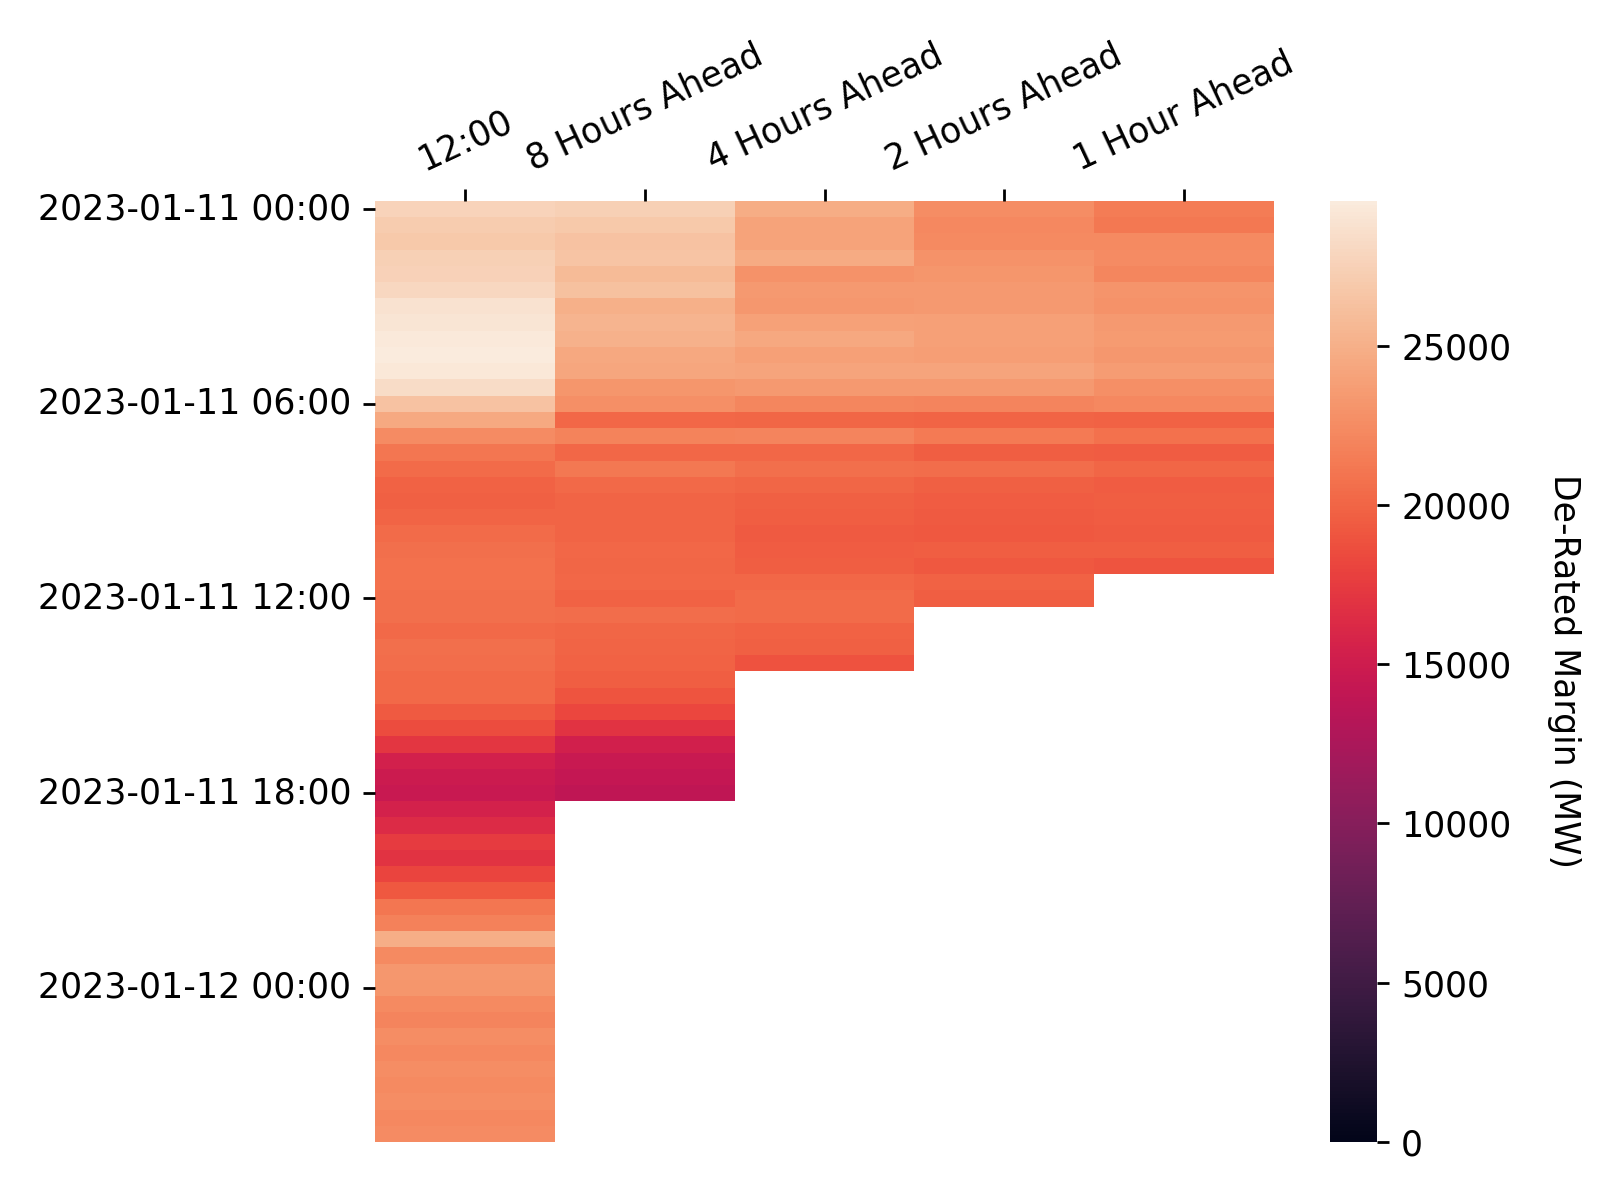 12:00
8 Hours Ahead
4 Hours Ahead
2 Hours Ahead
1 Hour Ahead
2023-01-11 00:00
2023-01-11 06:00
2023-01-11 12:00
2023-01-11 18:00
2023-01-12 00:00
25000
20000
15000
10000
5000
0
De-Rated Margin (MW)